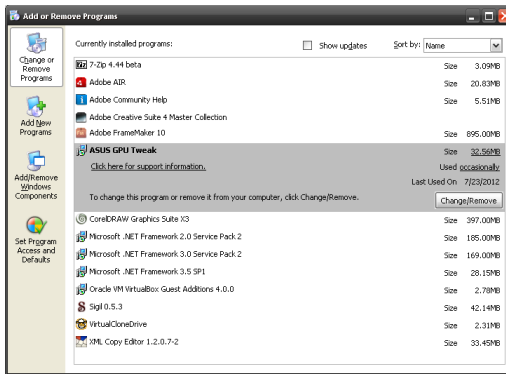 Add or Remove Programs
Change or
Remove
Programs
Add New
Programs
Add/Remove
Windows
Components
Set Program
Access and
Defaults
Currently installed programs:
Show updates
Sort by: Name
7-Zip 4.44 beta Size 3.09MB
Adobe AIR Size 20.83MB
Adobe Community Help Size 5.51MB
Adobe Creative Suite 4 Master Collection
Adobe FrameMaker 10 Size 895.00MB
ASUS GPU Tweak Size 32.56MB
Click here for support information. Used occasionally
Last Used On 7/23/2012
To change this program or remove it from your computer, click Change/Remove. Change/Remove
CorelDRAW Graphics Suite X3 Size 397.00MB
Microsoft .NET Framework 2.0 Service Pack 2 Size 185.00MB
Microsoft .NET Framework 3.0 Service Pack 2 Size 169.00MB
Microsoft .NET Framework 3.5 SP1 Size 28.15MB
Oracle VM VirtualBox Guest Additions 4.0.0 Size 2.78MB
Sigil 0.5.3 Size 42.14MB
VirtualCloneDrive Size 2.31MB
XML Copy Editor 1.2.0.7-2 Size 33.45MB